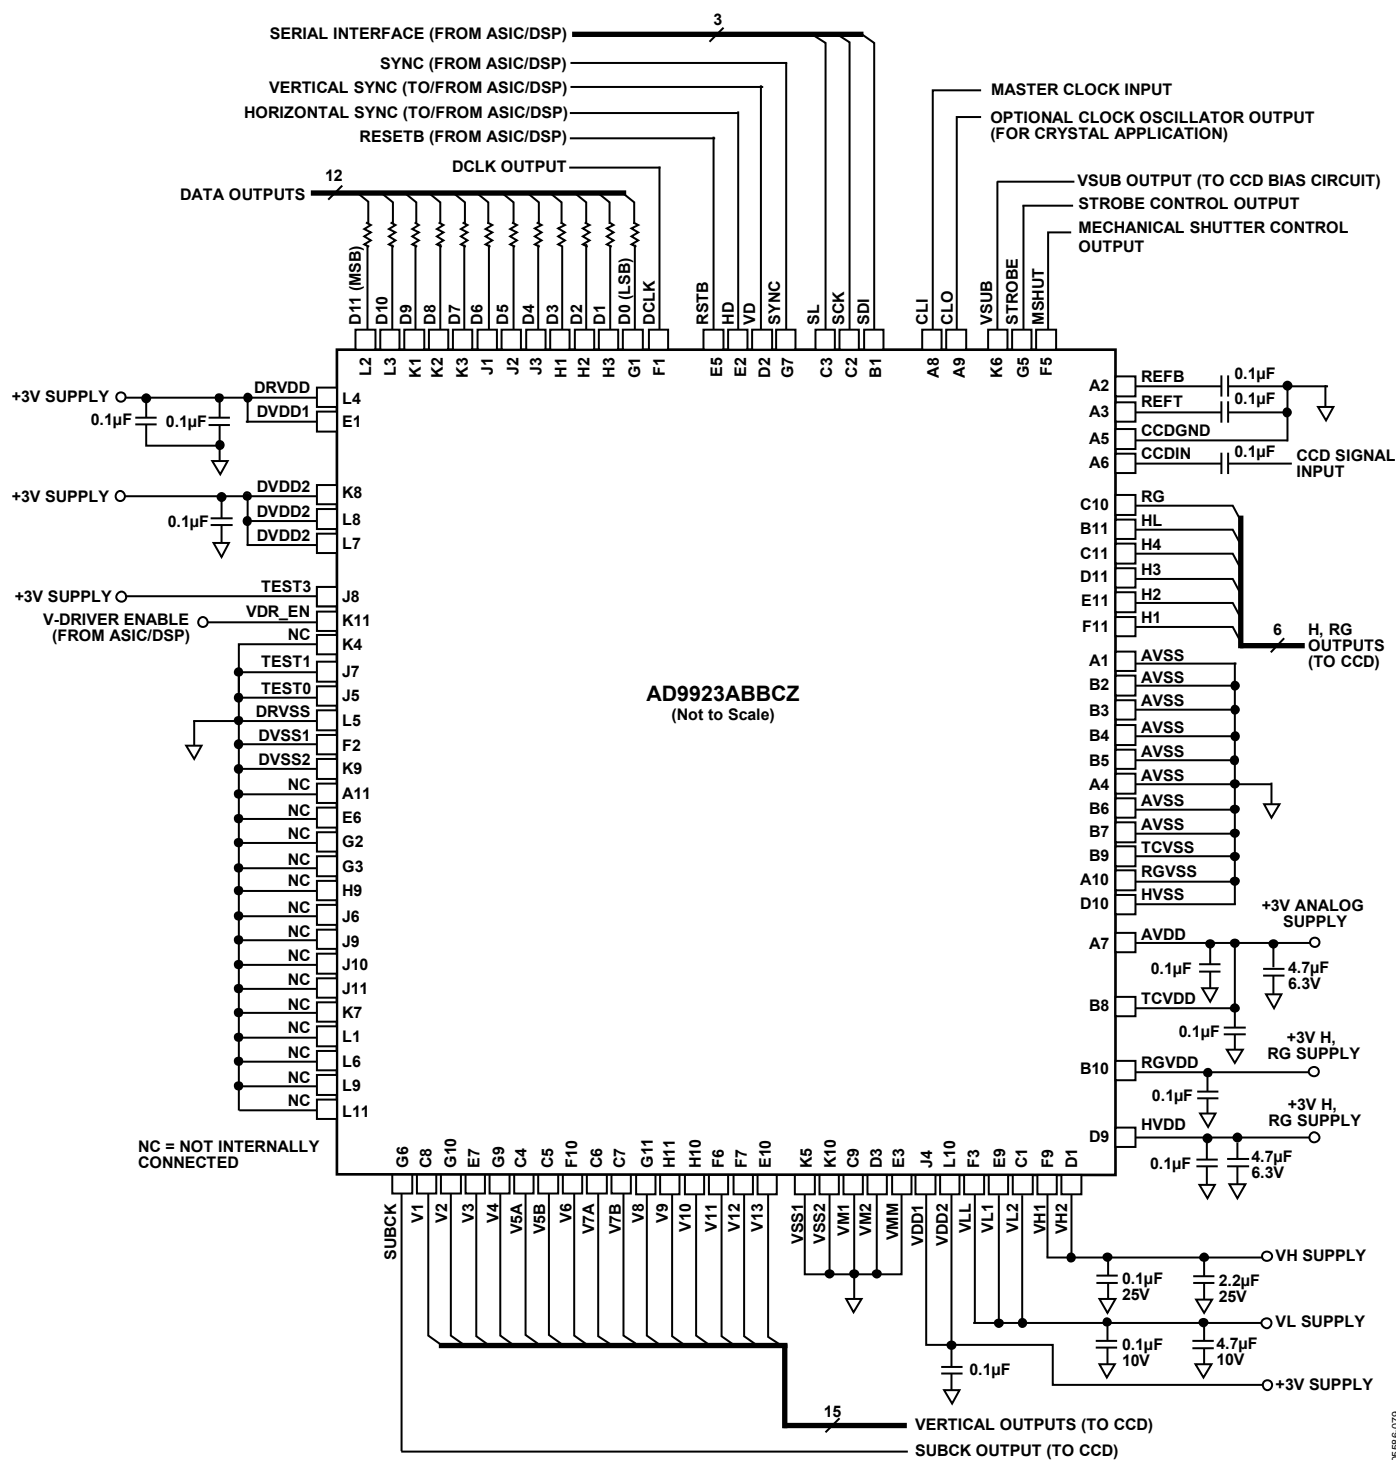 3
SERIAL INTERFACE (FROM ASIC/DSP)
SYNC (FROM ASIC/DSP)
VERTICAL SYNC (TO/FROM ASIC/DSP)
HORIZONTAL SYNC (TO/FROM ASIC/DSP)
RESETB (FROM ASIC/DSP)
DCLK OUTPUT
12
DATA OUTPUTS
MASTER CLOCK INPUT
OPTIONAL CLOCK OSCILLATOR OUTPUT
(FOR CRYSTAL APPLICATION)
VSUB OUTPUT (TO CCD BIAS CIRCUIT)
STROBE CONTROL OUTPUT
MECHANICAL SHUTTER CONTROL
OUTPUT
D11 (MSB)
D10
D9
D8
D7
D6
D5
D4
D3
D2
D1
D0 (LSB)
DCLK
RSTB
HD
VD
SYNC
SL
SCK
SDI
CLI
CLO
VSUB
STROBE
MSHUT
L2
L3
K1
K2
K3
J1
J2
J3
H1
H2
H3
G1
F1
E5
E2
D2
G7
C3
C2
B1
A8
A9
K6
G5
F5
+3V SUPPLY
0.1µF
0.1µF
DRVDD
L4
DVDD1
E1
+3V SUPPLY
0.1µF
DVDD2
K8
DVDD2
L8
DVDD2
L7
+3V SUPPLY
TEST3
J8
V-DRIVER ENABLE
(FROM ASIC/DSP)
VDR_EN
K11
NC
K4
TEST1
J7
TEST0
J5
DRVSS
L5
DVSS1
F2
DVSS2
K9
NC
A11
NC
E6
NC
G2
NC
G3
NC
H9
NC
J6
NC
J9
NC
J10
NC
J11
NC
K7
NC
L1
NC
L6
NC
L9
NC
L11
NC = NOT INTERNALLY
CONNECTED
AD9923ABBCZ
(Not to Scale)
A2
REFB
0.1µF
A3
REFT
0.1µF
A5
CCDGND
A6
CCDIN
0.1µF
CCD SIGNAL
INPUT
C10
RG
B11
HL
C11
H4
D11
H3
E11
H2
F11
H1
6
H, RG
OUTPUTS
(TO CCD)
A1
AVSS
B2
AVSS
B3
AVSS
B4
AVSS
B5
AVSS
A4
AVSS
B6
AVSS
B7
AVSS
B9
TCVSS
A10
RGVSS
D10
HVSS
+3V ANALOG
SUPPLY
A7
AVDD
0.1µF
4.7µF
6.3V
B8
TCVDD
0.1µF
+3V H,
RG SUPPLY
B10
RGVDD
0.1µF
+3V H,
RG SUPPLY
D9
HVDD
0.1µF
4.7µF
6.3V
G6
C8
G10
E7
G9
C4
C5
F10
C6
C7
G11
H11
H10
F6
F7
E10
K5
K10
C9
D3
E3
J4
L10
F3
E9
C1
F9
D1
SUBCK
V1
V2
V3
V4
V5A
V5B
V6
V7A
V7B
V8
V9
V10
V11
V12
V13
VSS1
VSS2
VM1
VM2
VMM
VDD1
VDD2
VLL
VL1
VL2
VH1
VH2
VH SUPPLY
0.1µF
25V
2.2µF
25V
VL SUPPLY
0.1µF
10V
4.7µF
10V
0.1µF
+3V SUPPLY
15
VERTICAL OUTPUTS (TO CCD)
SUBCK OUTPUT (TO CCD)